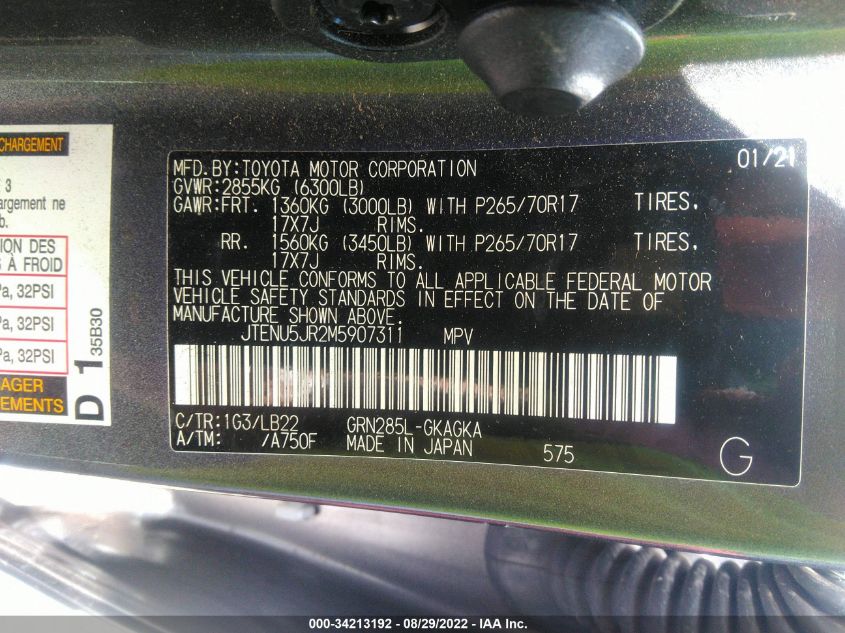 CHARGEMENT
3
argement ne
b.
ION DES
S À FROID
Pa, 32PSI
Pa, 32PSI
Pa, 32PSI
AGER
EMENTS
D 1 35B30
MFD.BY:TOYOTA MOTOR CORPORATION 01/21
GVWR:2855KG (6300LB)
GAWR:FRT. 1360KG (3000LB) WITH P265/70R17 TIRES,
17X7J RIMS.
RR. 1560KG (3450LB) WITH P265/70R17 TIRES,
17X7J RIMS.
THIS VEHICLE CONFORMS TO ALL APPLICABLE FEDERAL MOTOR
VEHICLE SAFETY STANDARDS IN EFFECT ON THE DATE OF
MANUFACTURE SHOWN ABOVE.
JTENU5JR2M5907311 MPV
C/TR:1G3/LB22 GRN285L-GKAGKA
A/TM: /A750F MADE IN JAPAN 575
G
000-34213192 - 08/29/2022 - IAA Inc.